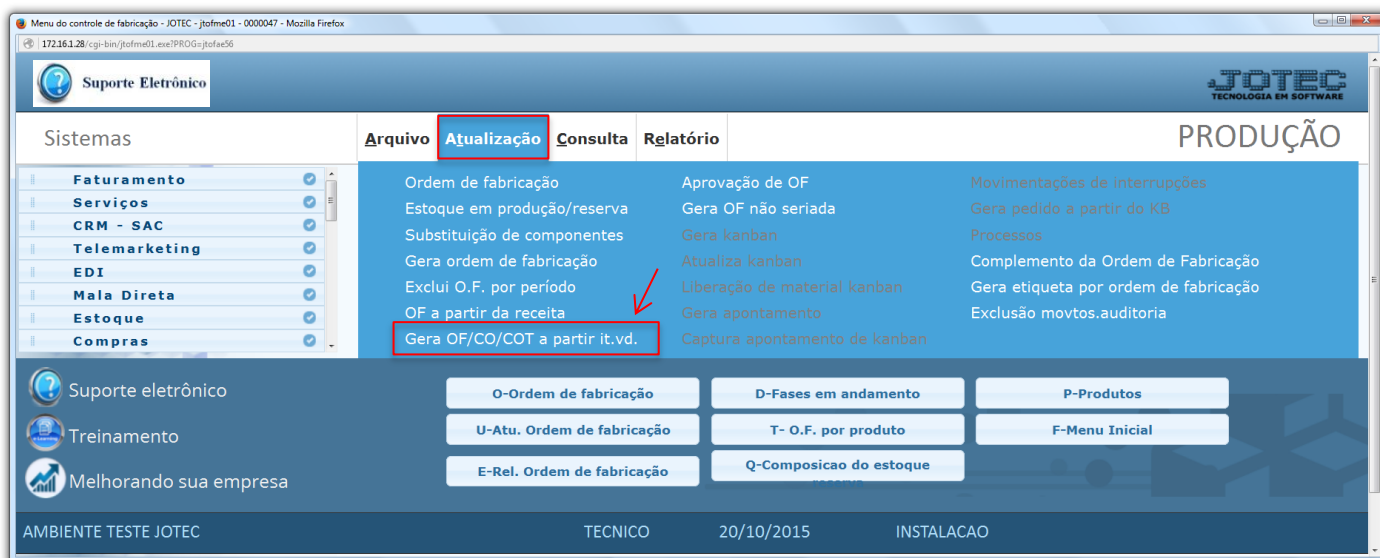 Menu do controle de fabricação - JOTEC - jtofme01 - 0000047 - Mozilla Firefox
172.16.1.28/cgi-bin/jtofme01.exe?PROG=jtofae56
Suporte Eletrônico
JOTEC
TECNOLOGIA EM SOFTWARE
Sistemas
Arquivo Atualização Consulta Relatório
PRODUÇÃO
Faturamento
Serviços
CRM - SAC
Telemarketing
EDI
Mala Direta
Estoque
Compras
Ordem de fabricação
Estoque em produção/reserva
Substituição de componentes
Gera ordem de fabricação
Exclui O.F. por período
OF a partir da receita
Gera OF/CO/COT a partir it.vd.
Aprovação de OF
Gera OF não seriada
Gera kanban
Atualiza kanban
Liberação de material kanban
Gera apontamento
Captura apontamento de kanban
Movimentações de interrupções
Gera pedido a partir do KB
Processos
Complemento da Ordem de Fabricação
Gera etiqueta por ordem de fabricação
Exclusão movtos.auditoria
Suporte eletrônico
Treinamento
Melhorando sua empresa
O-Ordem de fabricação
D-Fases em andamento
P-Produtos
U-Atu. Ordem de fabricação
T- O.F. por produto
F-Menu Inicial
E-Rel. Ordem de fabricação
Q-Composicao do estoque
AMBIENTE TESTE JOTEC
TECNICO
20/10/2015
INSTALACAO